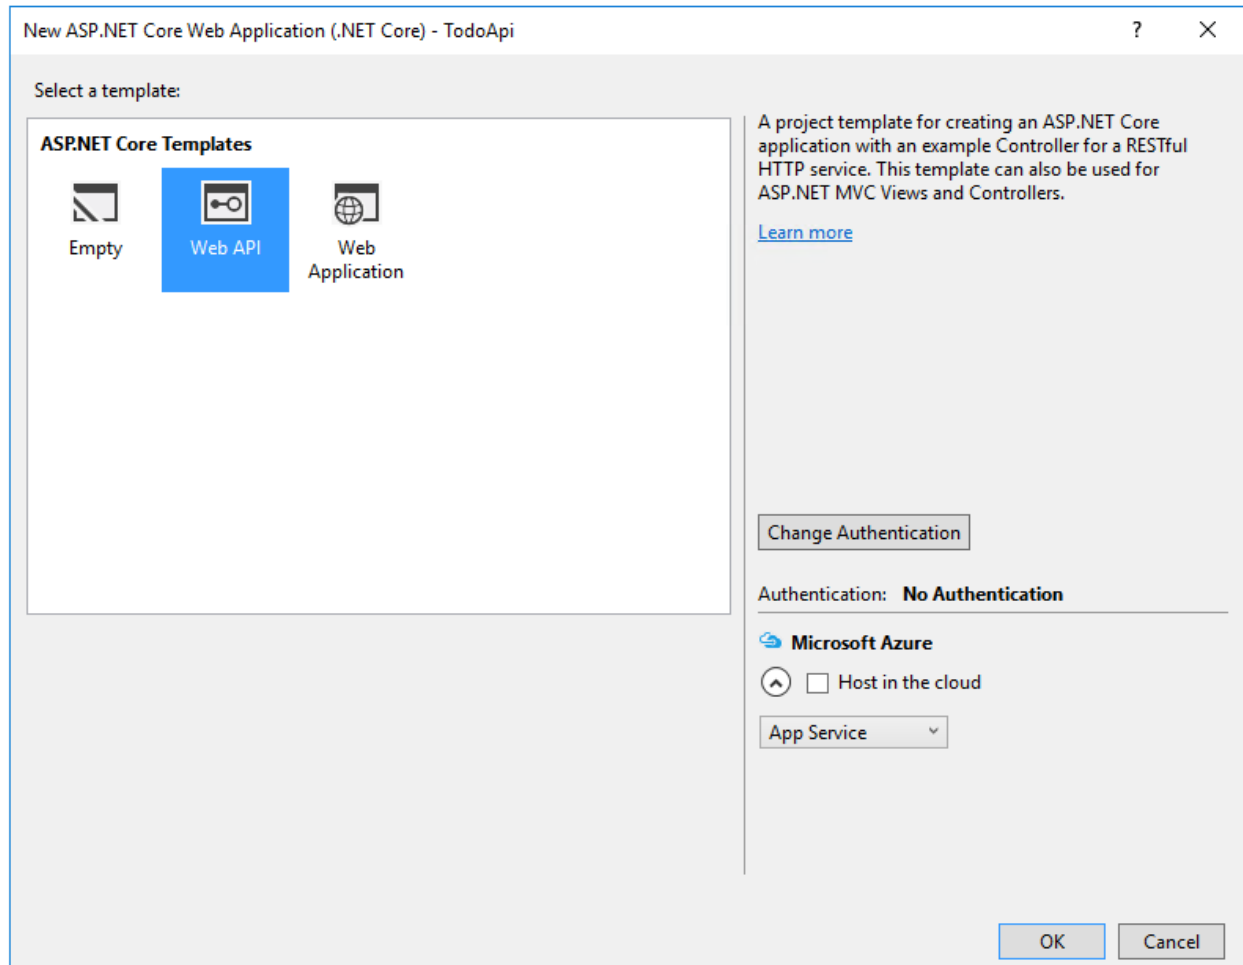 New ASP.NET Core Web Application (.NET Core) - TodoApi
?
Select a template:
ASP.NET Core Templates
Empty
Web API
Web
Application
A project template for creating an ASP.NET Core
application with an example Controller for a RESTful
HTTP service. This template can also be used for
ASP.NET MVC Views and Controllers.
Learn more
Change Authentication
Authentication: No Authentication
Microsoft Azure
Host in the cloud
App Service
OK
Cancel